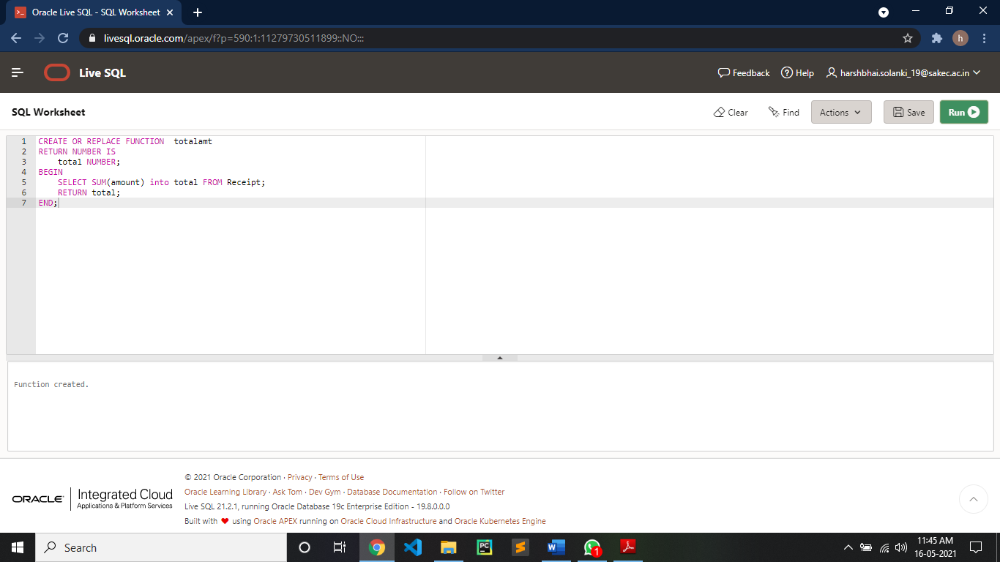 Oracle Live SQL - SQL Worksheet
livesql.oracle.com/apex/f?p=590:1:11279730511899::NO:::
h
Live SQL
Feedback
Help
harshbhai.solanki_19@sakec.ac.in
SQL Worksheet
Clear
Find
Actions
Save
Run
1 CREATE OR REPLACE FUNCTION  totalamt
2 RETURN NUMBER IS
3     total NUMBER;
4 BEGIN
5     SELECT SUM(amount) into total FROM Receipt;
6     RETURN total;
7 END;
Function created.
ORACLE
Integrated Cloud
Applications & Platform Services
© 2021 Oracle Corporation · Privacy · Terms of Use
Oracle Learning Library · Ask Tom · Dev Gym · Database Documentation · Follow on Twitter
Live SQL 21.2.1, running Oracle Database 19c Enterprise Edition - 19.8.0.0.0
Built with ❤ using Oracle APEX running on Oracle Cloud Infrastructure and Oracle Kubernetes Engine
Search
PC
W
1
11:45 AM
16-05-2021